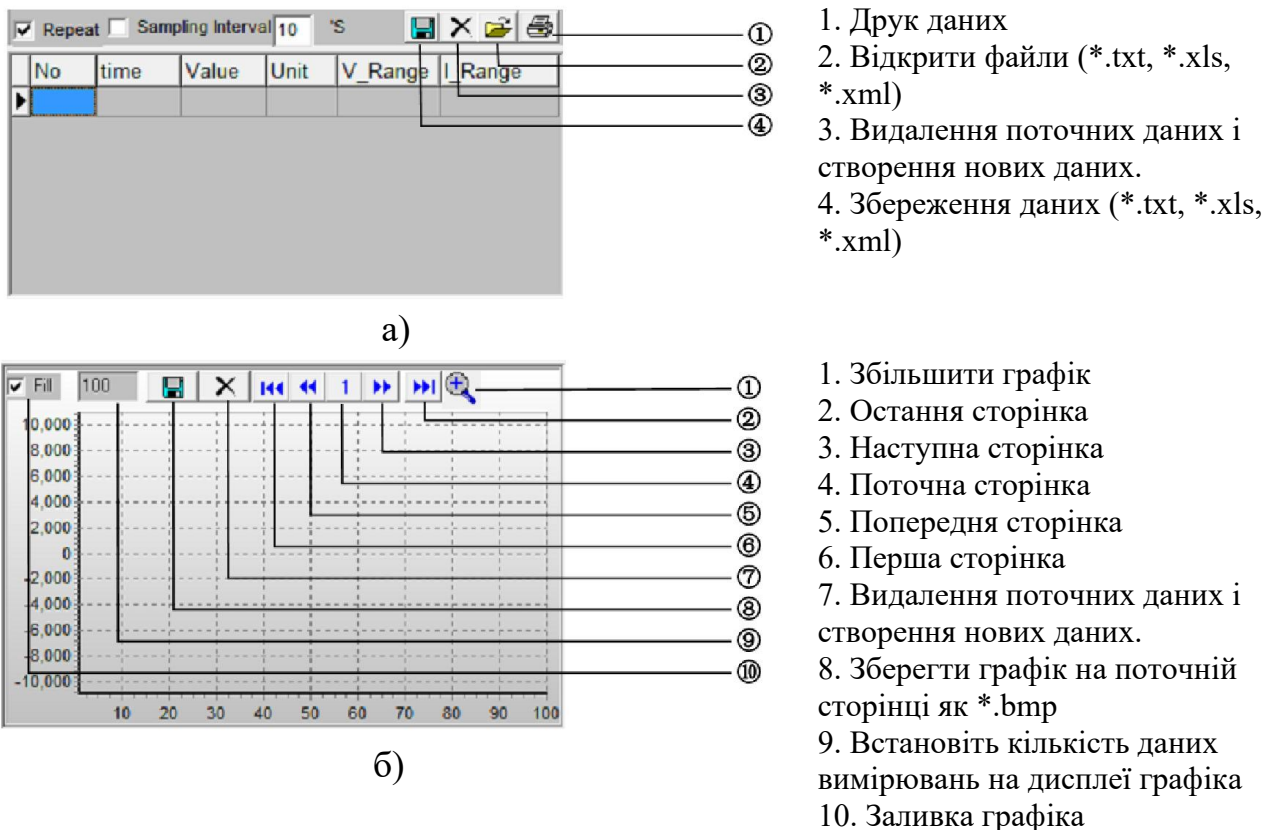 Repeat Sampling Interval 10 'S
No time Value Unit V_Range I_Range
①
②
③
④
1. Друк даних
2. Відкрити файли (*.txt, *.xls,
*.xml)
3. Видалення поточних даних і
створення нових даних.
4. Збереження даних (*.txt, *.xls,
*.xml)
а)
Fill 100 1
10,000
8,000
6,000
4,000
2,000
0
-2,000
-4,000
-6,000
-8,000
-10,000
10 20 30 40 50 60 70 80 90 100
①
②
③
④
⑤
⑥
⑦
⑧
⑨
⑩
1. Збільшити графік
2. Остання сторінка
3. Наступна сторінка
4. Поточна сторінка
5. Попередня сторінка
6. Перша сторінка
7. Видалення поточних даних і
створення нових даних.
8. Зберегти графік на поточній
сторінці як *.bmp
9. Встановіть кількість даних
вимірювань на дисплеї графіка
10. Заливка графіка
б)